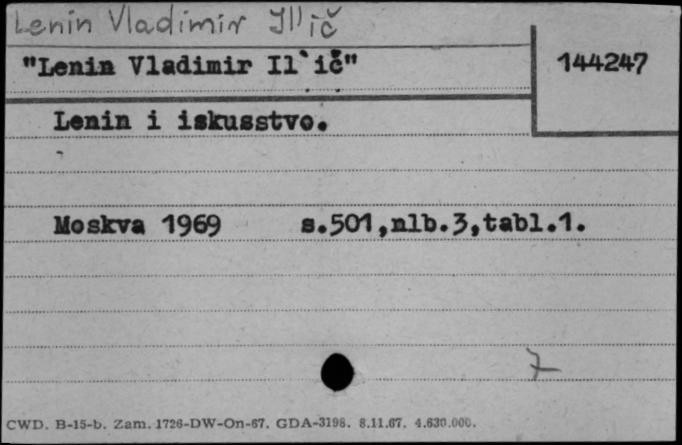 Lenin Vladimir Il'ič
"Lenin Vladimir Il`ič"
144247
Lenin i iskusstvo.
Moskva 1969 s.501,nlb.3,tabl.1.
7
CWD. B-15-b. Zam. 1726-DW-On-67. GDA-3198. 8.11.67. 4.630.000.